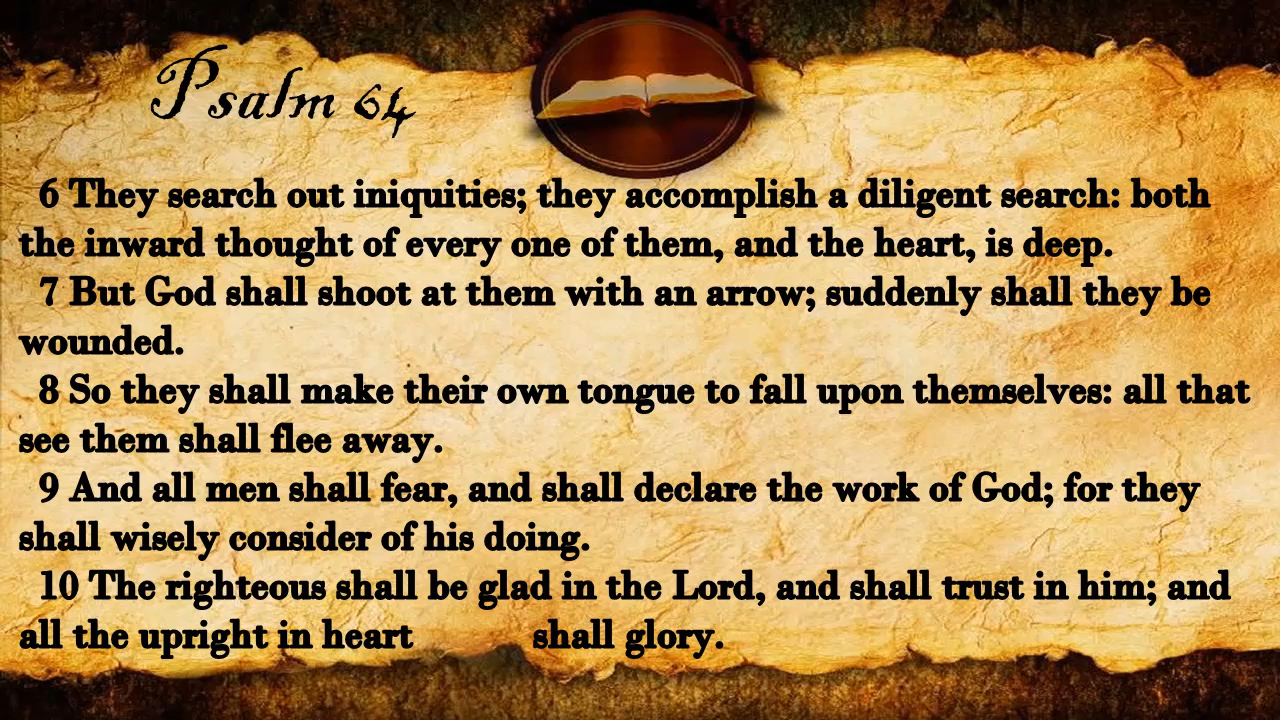 Psalm 64
6 They search out iniquities; they accomplish a diligent search: both
the inward thought of every one of them, and the heart, is deep.
7 But God shall shoot at them with an arrow; suddenly shall they be
wounded.
8 So they shall make their own tongue to fall upon themselves: all that
see them shall flee away.
9 And all men shall fear, and shall declare the work of God; for they
shall wisely consider of his doing.
10 The righteous shall be glad in the Lord, and shall trust in him; and
all the upright in heart shall glory.